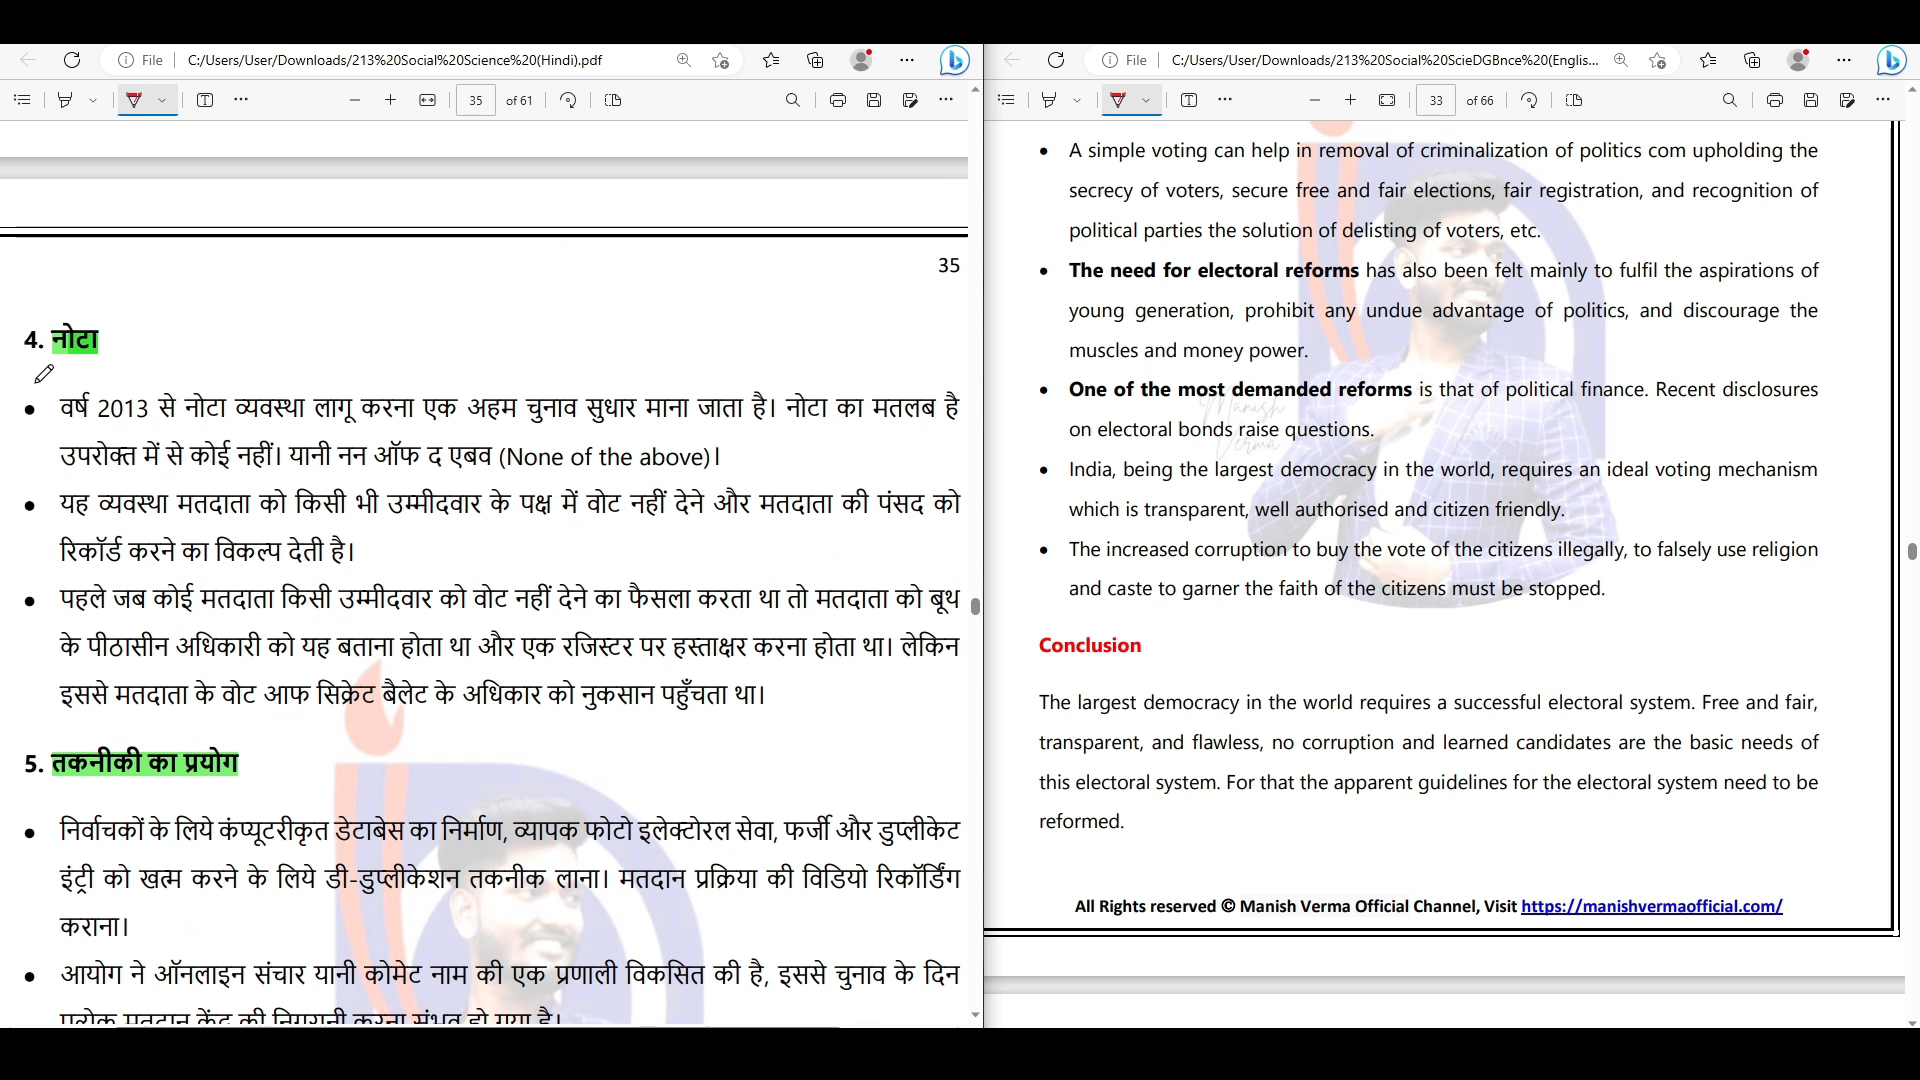 File C:/Users/User/Downloads/213%20Social%20Science%20(Hindi).pdf
35 of 61
35
4. नोटा
• वर्ष 2013 से नोटा व्यवस्था लागू करना एक अहम चुनाव सुधार माना जाता है। नोटा का मतलब है
उपरोक्त में से कोई नहीं। यानी नन ऑफ द एबव (None of the above)।
• यह व्यवस्था मतदाता को किसी भी उम्मीदवार के पक्ष में वोट नहीं देने और मतदाता की पंसद को
रिकॉर्ड करने का विकल्प देती है।
• पहले जब कोई मतदाता किसी उम्मीदवार को वोट नहीं देने का फैसला करता था तो मतदाता को बूथ
के पीठासीन अधिकारी को यह बताना होता था और एक रजिस्टर पर हस्ताक्षर करना होता था। लेकिन
इससे मतदाता के वोट आफ सिक्रेट बैलेट के अधिकार को नुकसान पहुँचता था।
5. तकनीकी का प्रयोग
• निर्वाचकों के लिये कंप्यूटरीकृत डेटाबेस का निर्माण, व्यापक फोटो इलेक्टोरल सेवा, फर्जी और डुप्लीकेट
इंट्री को खत्म करने के लिये डी-डुप्लीकेशन तकनीक लाना। मतदान प्रक्रिया की विडियो रिकॉर्डिंग
कराना।
• आयोग ने ऑनलाइन संचार यानी कोमेट नाम की एक प्रणाली विकसित की है, इससे चुनाव के दिन
प्रत्येक मतदान केंद्र की निगरानी करना संभव हो गया है।
File C:/Users/User/Downloads/213%20Social%20ScieDGBnce%20(Englis...
33 of 66
• A simple voting can help in removal of criminalization of politics com upholding the
secrecy of voters, secure free and fair elections, fair registration, and recognition of
political parties the solution of delisting of voters, etc.
• The need for electoral reforms has also been felt mainly to fulfil the aspirations of
young generation, prohibit any undue advantage of politics, and discourage the
muscles and money power.
• One of the most demanded reforms is that of political finance. Recent disclosures
on electoral bonds raise questions.
• India, being the largest democracy in the world, requires an ideal voting mechanism
which is transparent, well authorised and citizen friendly.
• The increased corruption to buy the vote of the citizens illegally, to falsely use religion
and caste to garner the faith of the citizens must be stopped.
Manish
Verma
Conclusion
The largest democracy in the world requires a successful electoral system. Free and fair,
transparent, and flawless, no corruption and learned candidates are the basic needs of
this electoral system. For that the apparent guidelines for the electoral system need to be
reformed.
All Rights reserved © Manish Verma Official Channel, Visit https://manishvermaofficial.com/